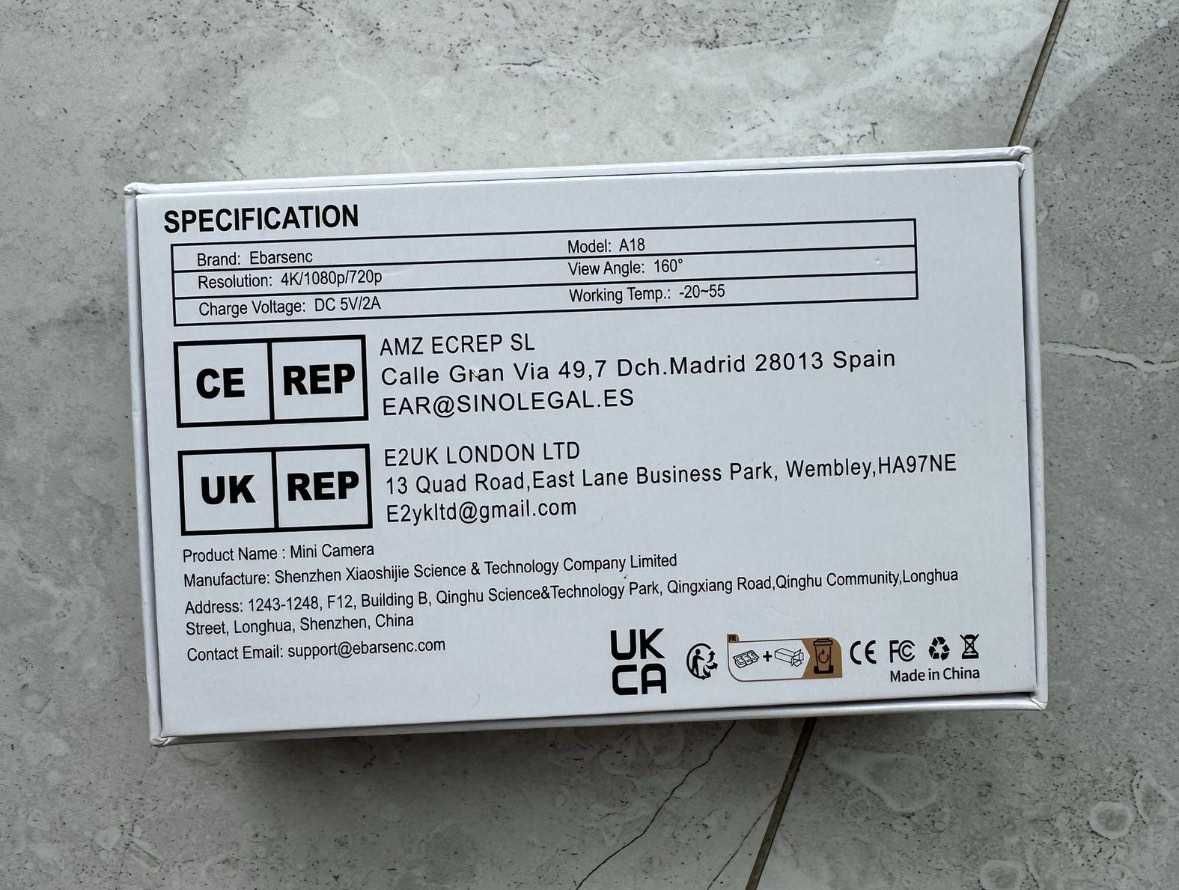 SPECIFICATION
Brand: Ebarsenc Model: A18
Resolution: 4K/1080p/720p View Angle: 160°
Charge Voltage: DC 5V/2A Working Temp.: -20~55
CE REP
AMZ ECREP SL
Calle Gran Via 49,7 Dch.Madrid 28013 Spain
EAR@SINOLEGAL.ES
UK REP
E2UK LONDON LTD
13 Quad Road,East Lane Business Park, Wembley,HA97NE
E2ykltd@gmail.com
Product Name : Mini Camera
Manufacture: Shenzhen Xiaoshijie Science & Technology Company Limited
Address: 1243-1248, F12, Building B, Qinghu Science&Technology Park, Qingxiang Road,Qinghu Community,Longhua
Street, Longhua, Shenzhen, China
Contact Email: support@ebarsenc.com
UK
CA
FR
CE FC
Made in China